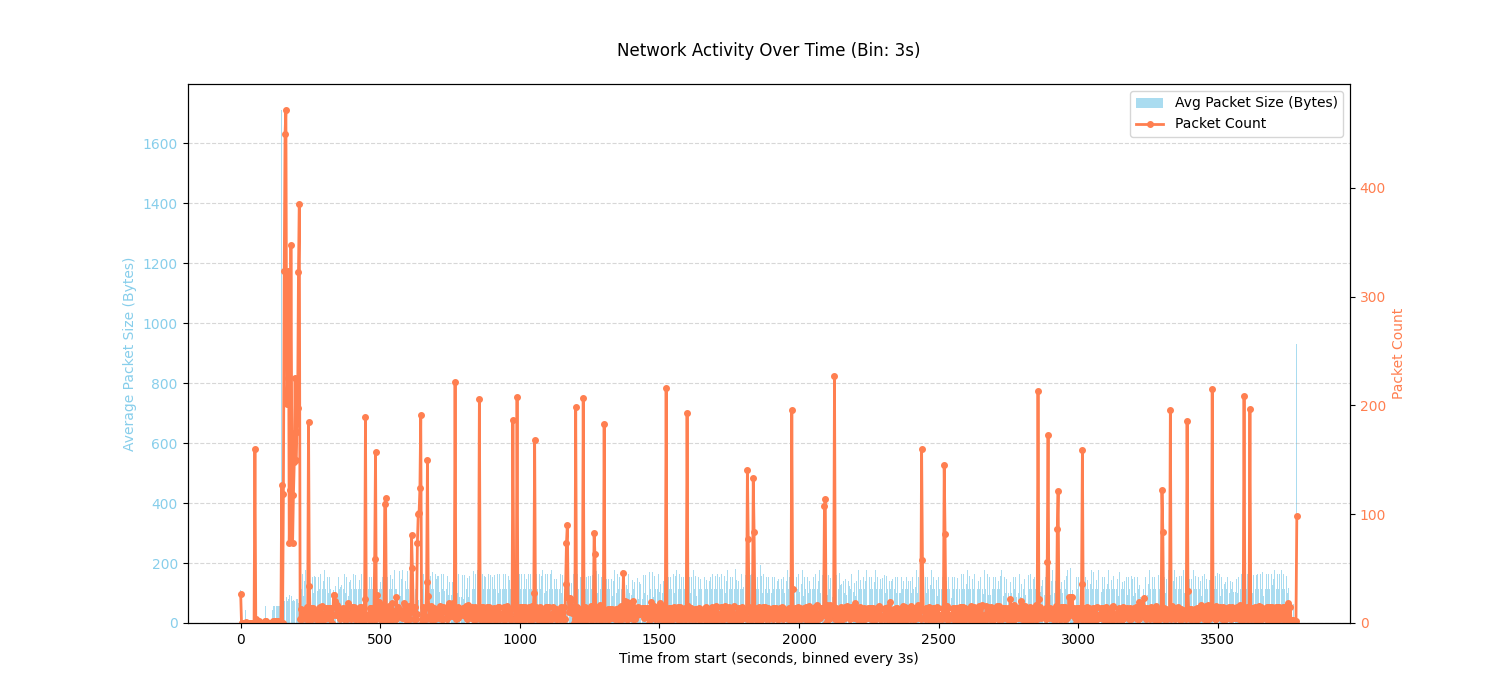 Network Activity Over Time (Bin: 3s)
Avg Packet Size (Bytes)
Packet Count
1600
1400
1200
1000
800
600
400
200
0
Average Packet Size (Bytes)
400
300
200
100
0
Packet Count
0 500 1000 1500 2000 2500 3000 3500
Time from start (seconds, binned every 3s)